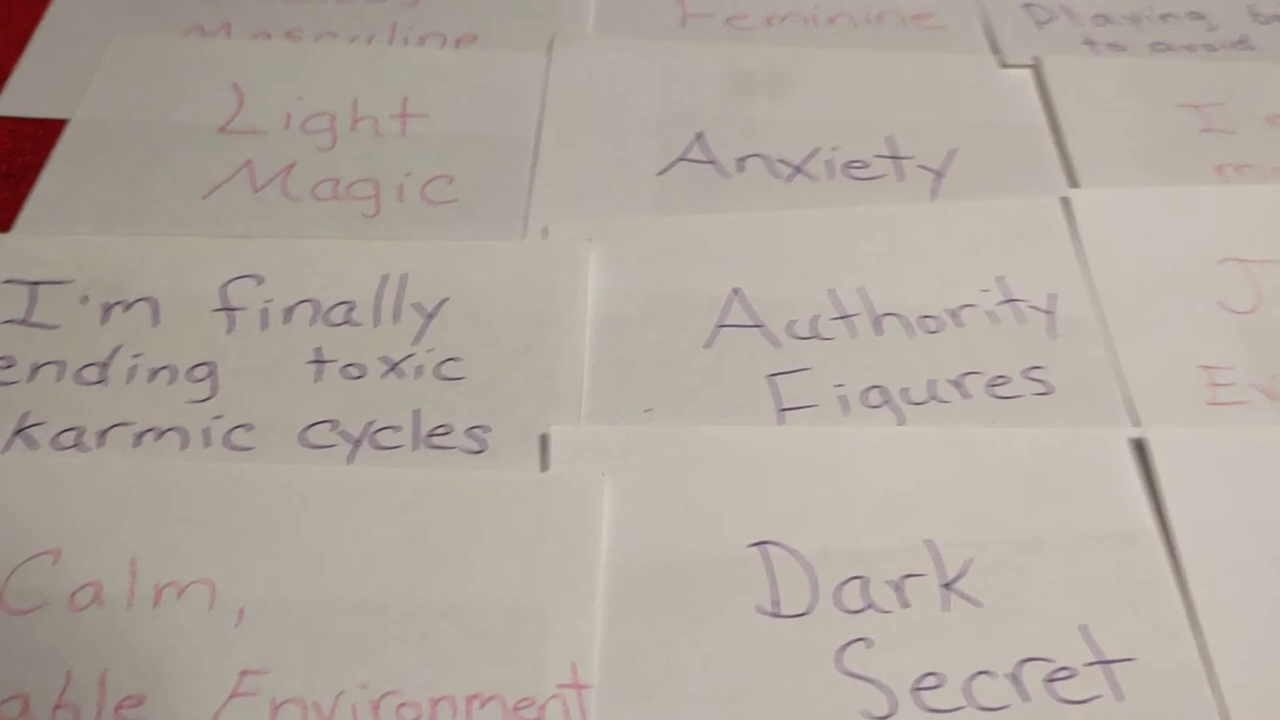 Masculine
Feminine
Playing
to avoid
Light
Magic
Anxiety
I'm finally
ending toxic
karmic cycles
Authority
Figures
Calm,
Environment
Dark
Secret